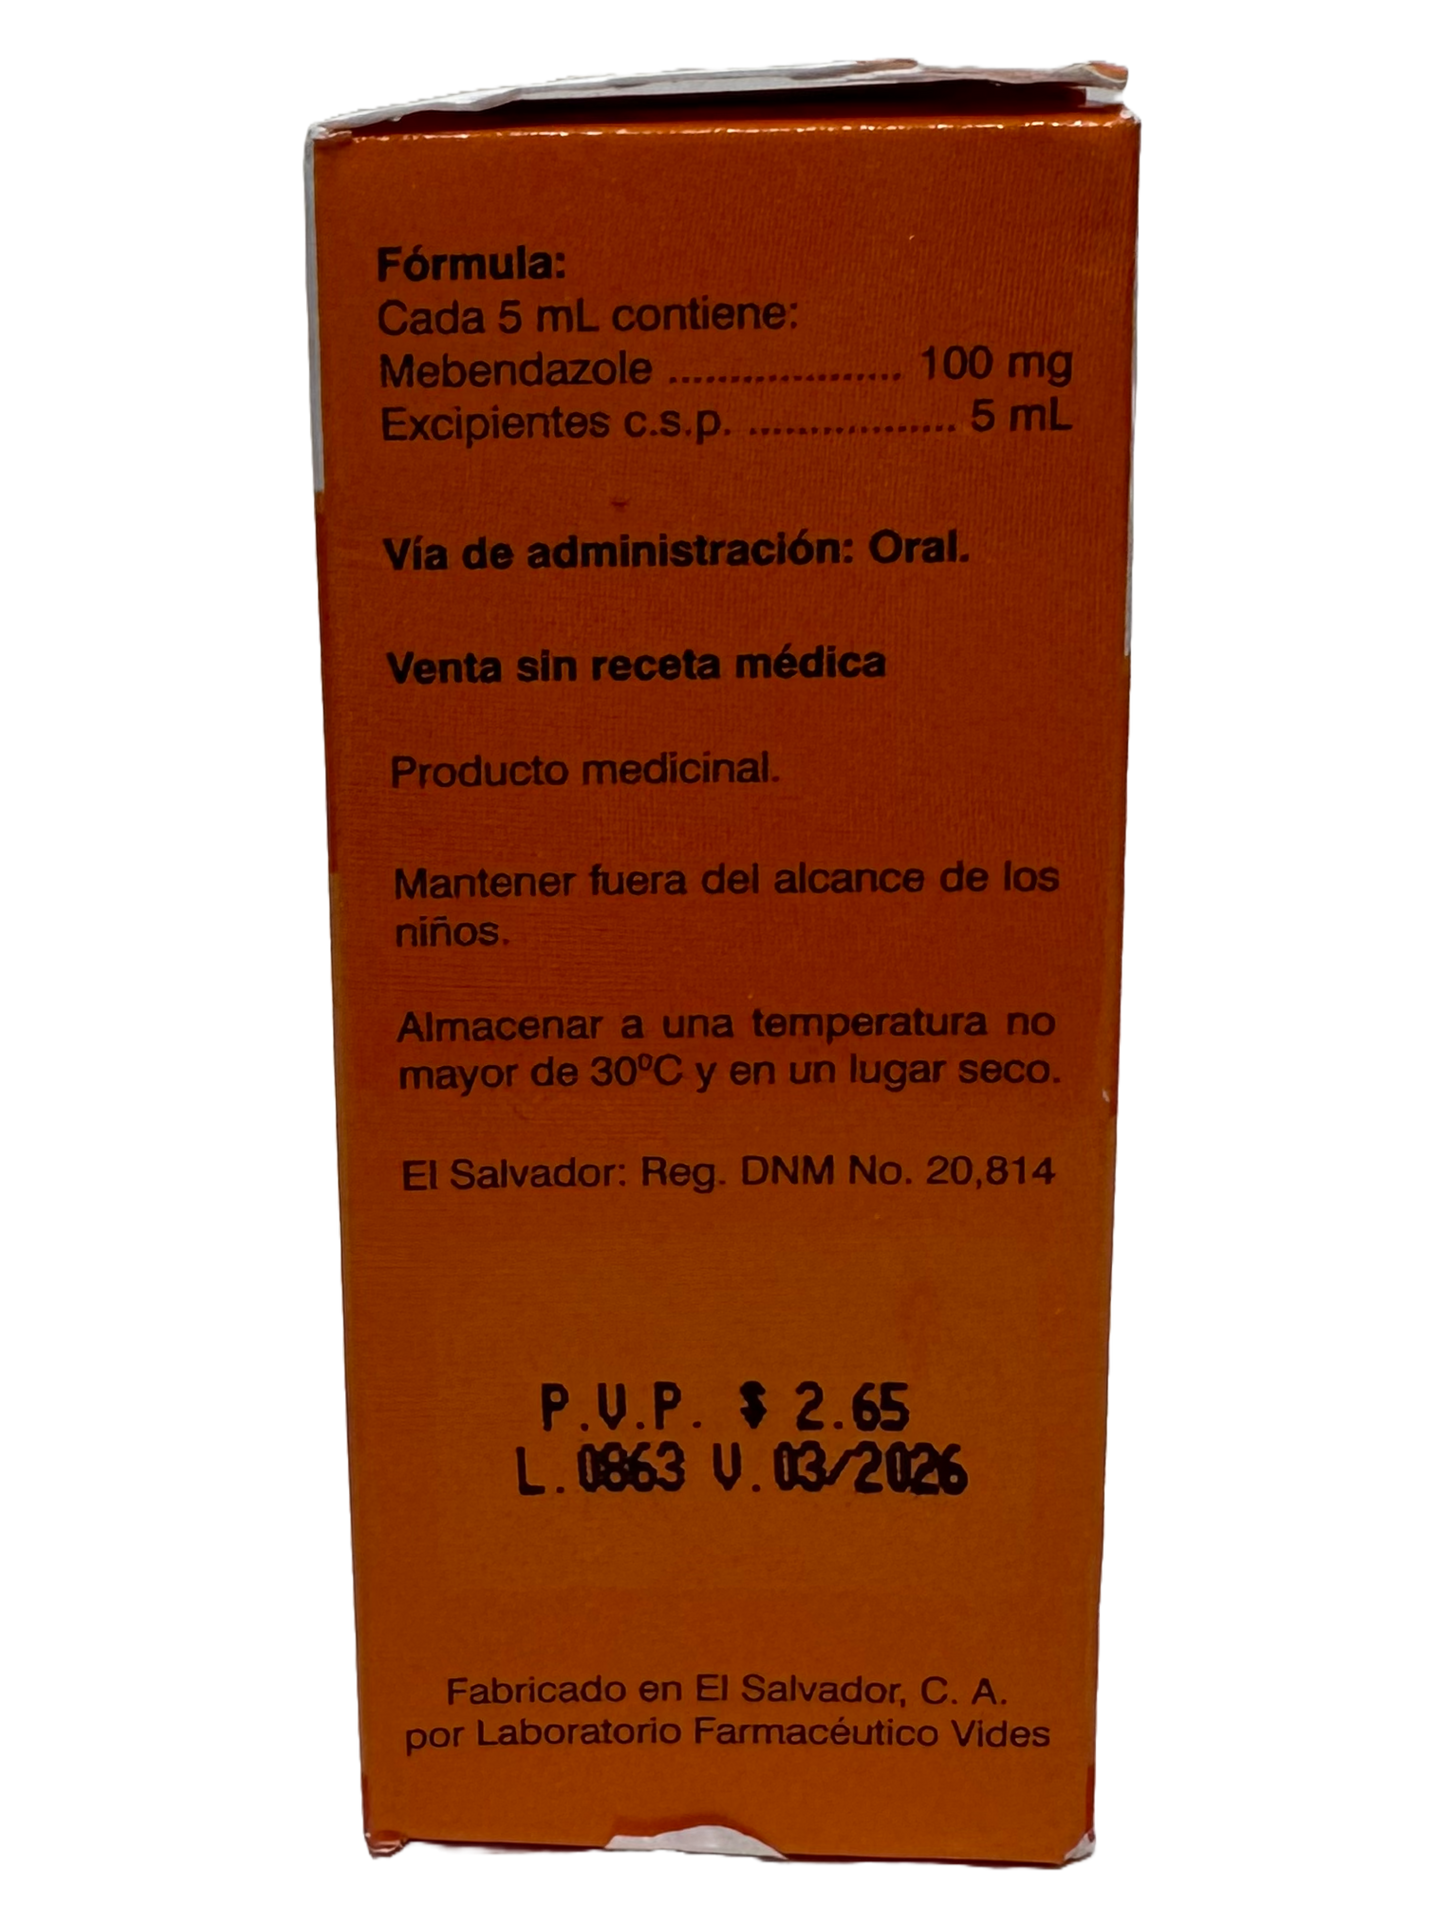 Fórmula:
Cada 5 mL contiene:
Mebendazole .................... 100 mg
Excipientes c.s.p. .................. 5 mL
Vía de administración: Oral.
Venta sin receta médica
Producto medicinal.
Mantener fuera del alcance de los
niños.
Almacenar a una temperatura no
mayor de 30ºC y en un lugar seco.
El Salvador: Reg. DNM No. 20,814
P.V.P. $ 2.65
L.0863 V.03/2026
Fabricado en El Salvador, C. A.
por Laboratorio Farmacéutico Vides